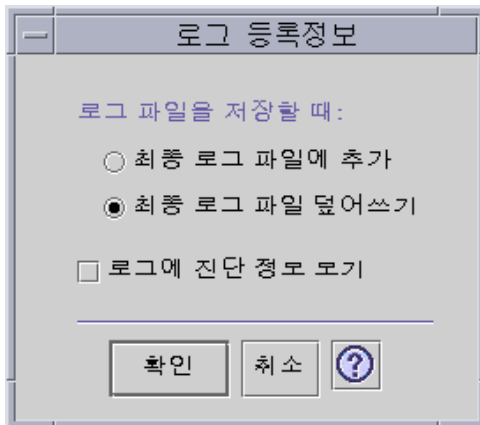 로그 등록정보
로그 파일을 저장할 때:
최종 로그 파일에 추가
최종 로그 파일 덮어쓰기
로그에 진단 정보 보기
확인 취소 ?